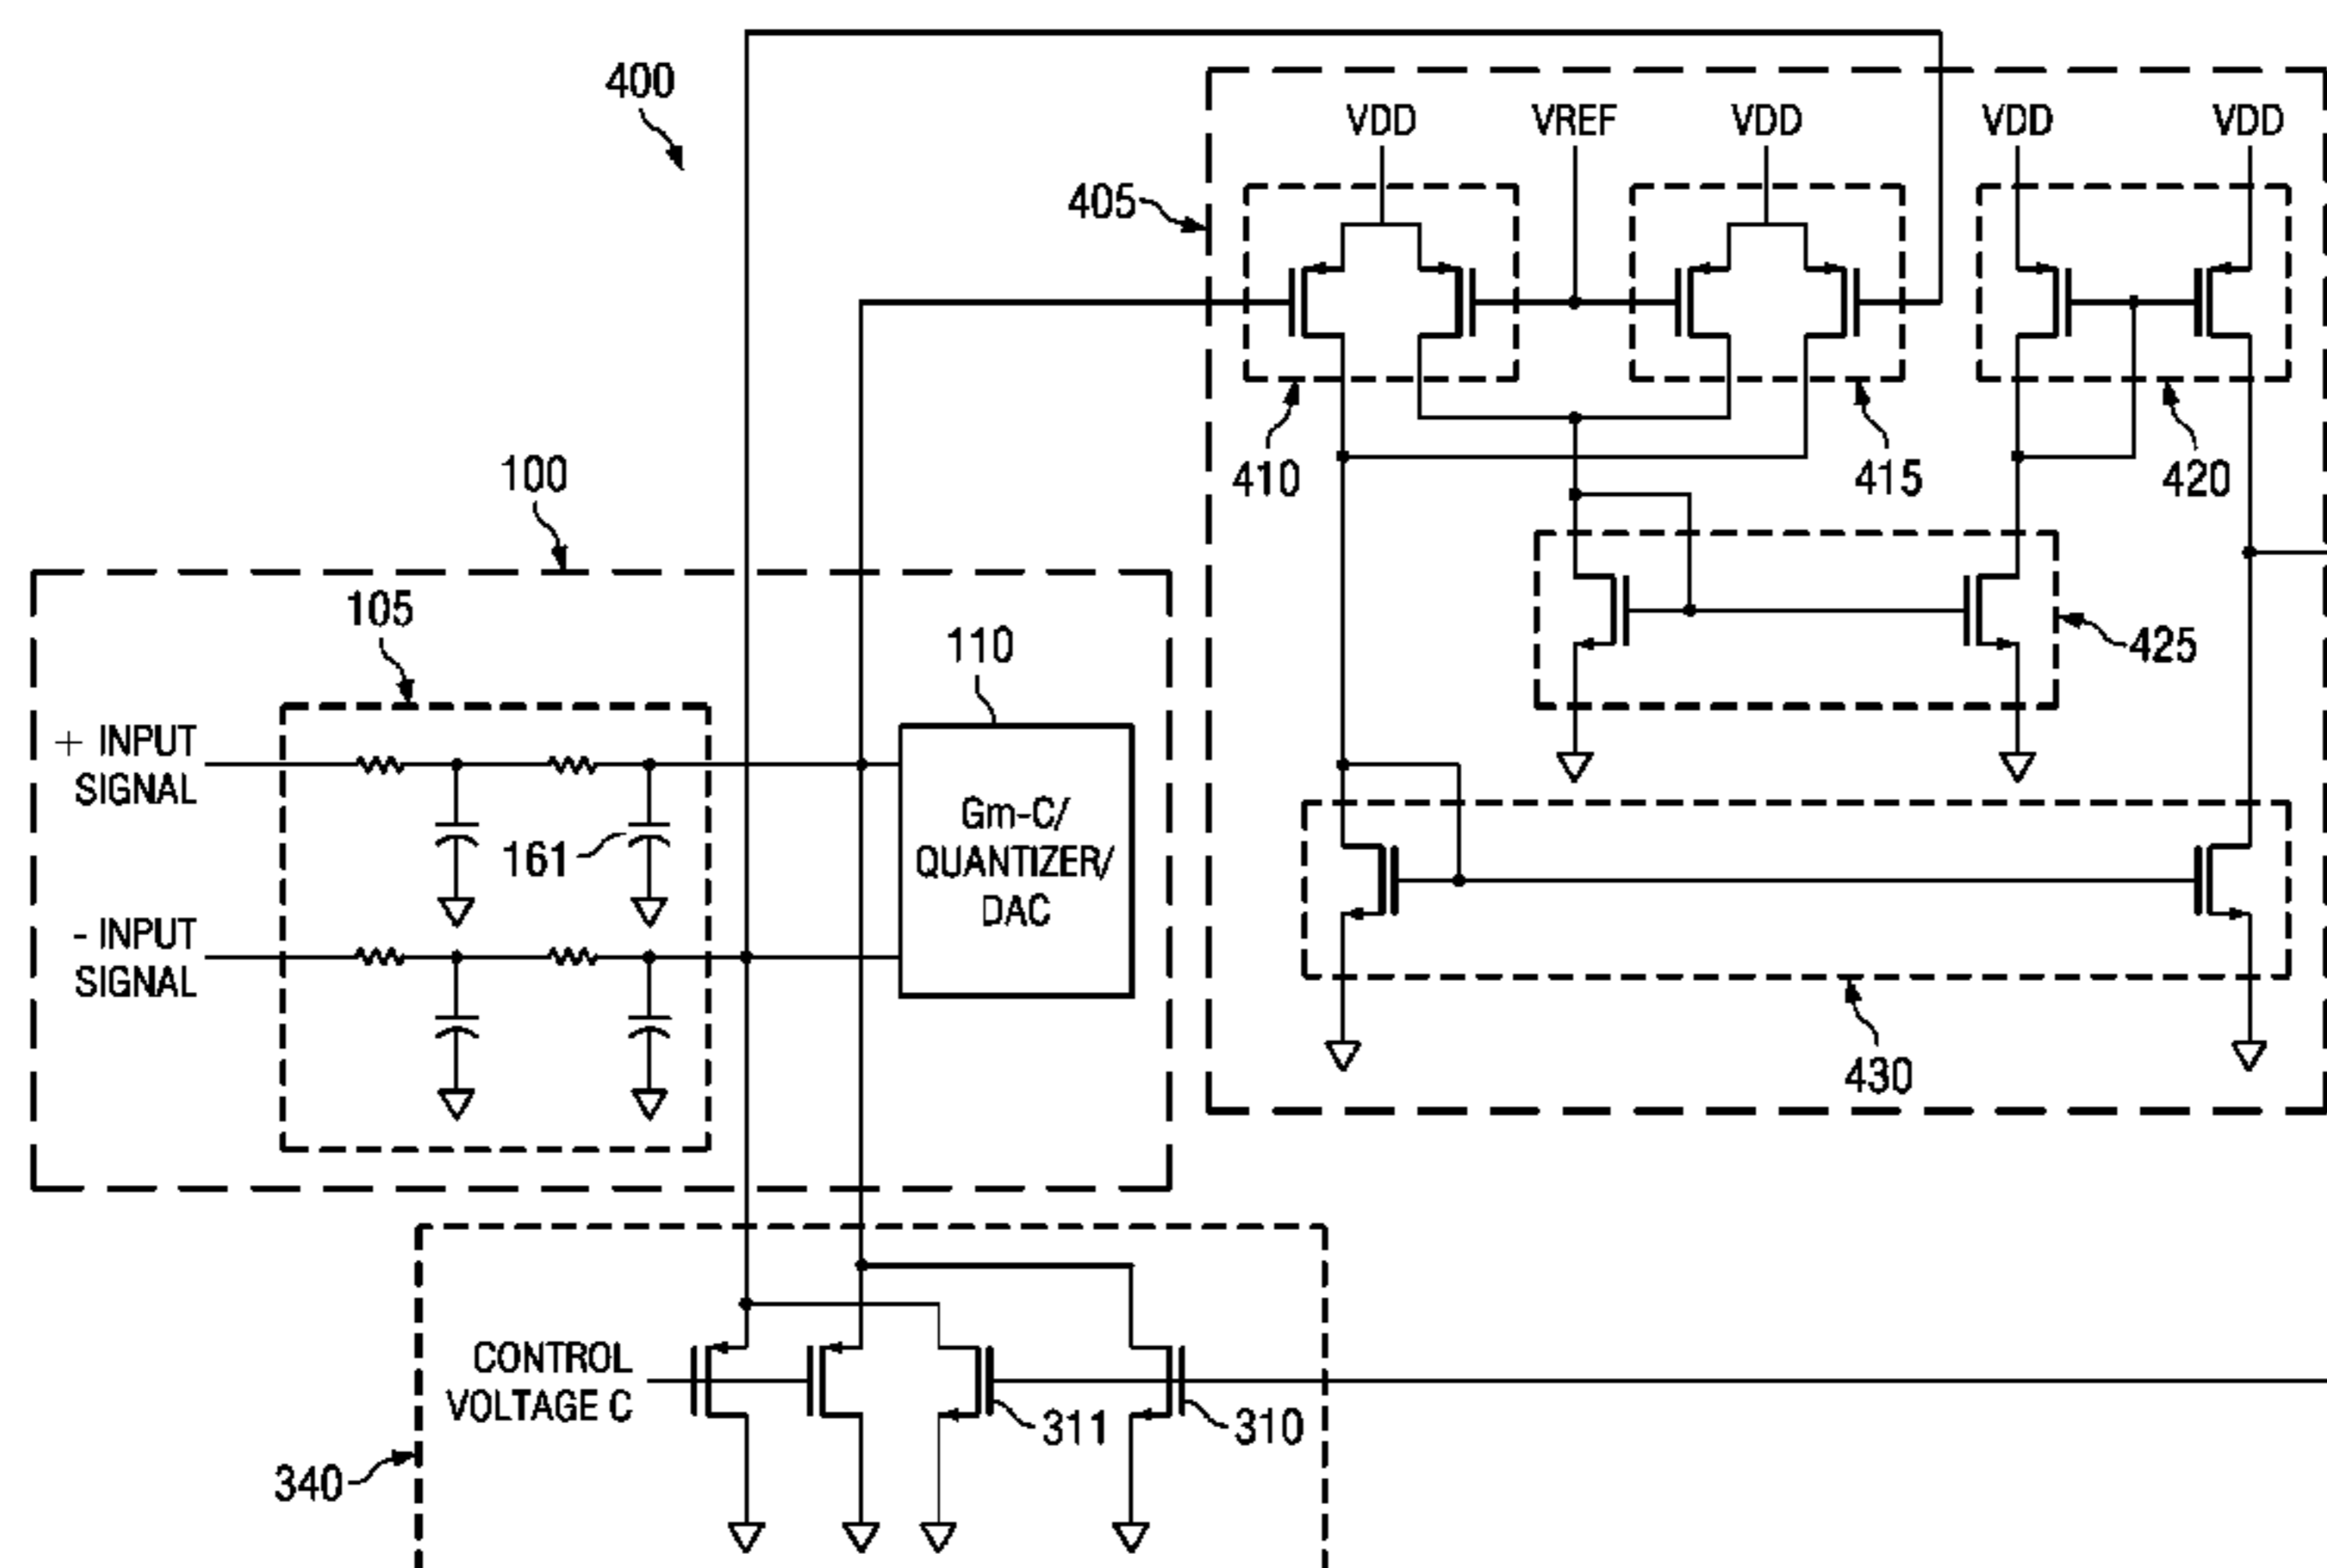 400
VDD
VREF
VDD
VDD
VDD
405
410
415
420
100
105
110
425
+ INPUT
SIGNAL
161
Gm-C/
QUANTIZER/
DAC
- INPUT
SIGNAL
430
CONTROL
VOLTAGE C
311
310
340